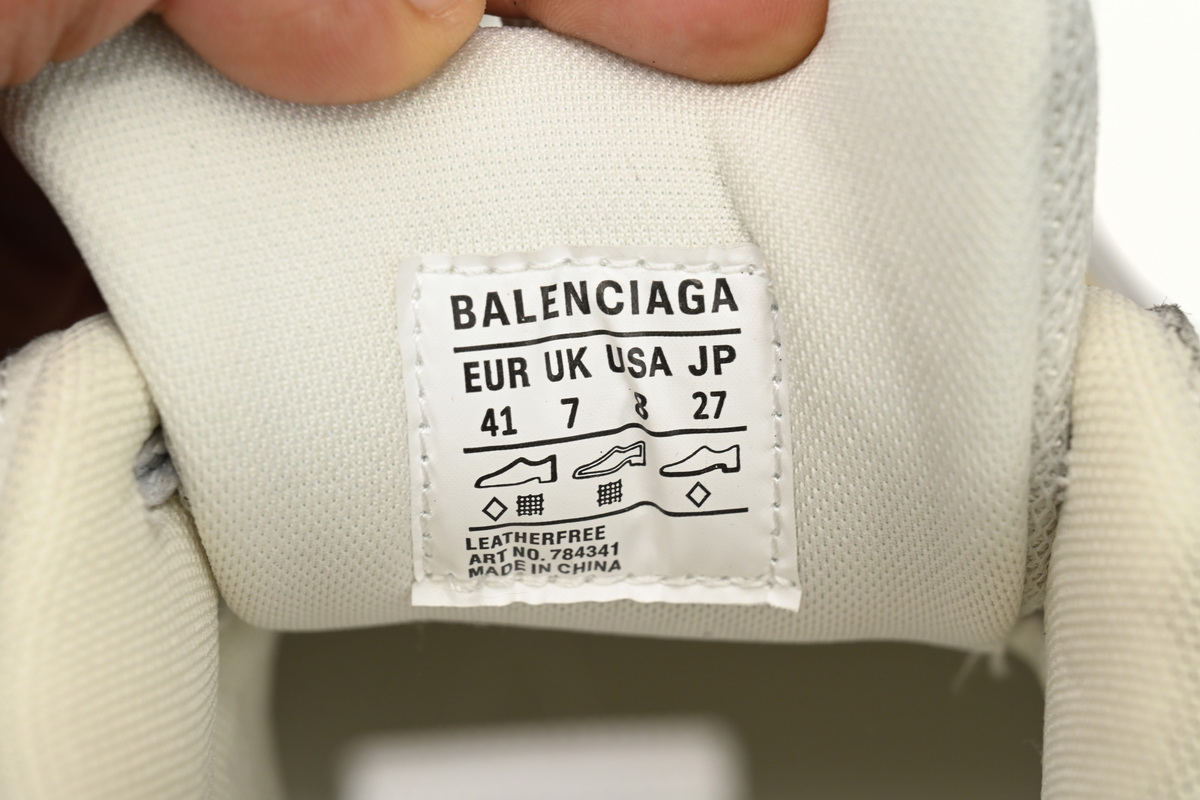 BALENCIAGA
EUR UK USA JP
41 7 8 27
LEATHERFREE
ART NO. 784341
MADE IN CHINA